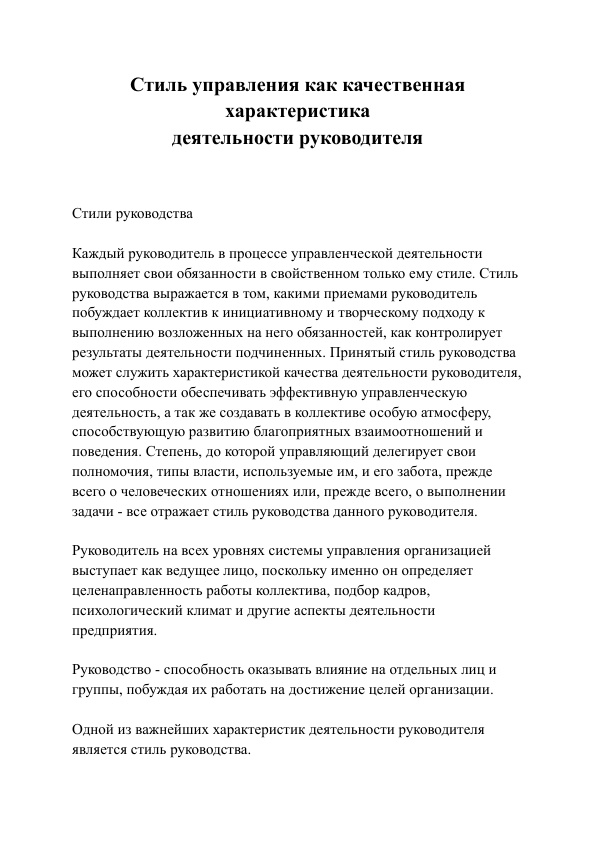 Стиль управления как качественная
характеристика
деятельности руководителя
Стили руководства
Каждый руководитель в процессе управленческой деятельности
выполняет свои обязанности в свойственном только ему стиле. Стиль
руководства выражается в том, какими приемами руководитель
побуждает коллектив к инициативному и творческому подходу к
выполнению возложенных на него обязанностей, как контролирует
результаты деятельности подчиненных. Принятый стиль руководства
может служить характеристикой качества деятельности руководителя,
его способности обеспечивать эффективную управленческую
деятельность, а так же создавать в коллективе особую атмосферу,
способствующую развитию благоприятных взаимоотношений и
поведения. Степень, до которой управляющий делегирует свои
полномочия, типы власти, используемые им, и его забота, прежде
всего о человеческих отношениях или, прежде всего, о выполнении
задачи - все отражает стиль руководства данного руководителя.
Руководитель на всех уровнях системы управления организацией
выступает как ведущее лицо, поскольку именно он определяет
целенаправленность работы коллектива, подбор кадров,
психологический климат и другие аспекты деятельности
предприятия.
Руководство - способность оказывать влияние на отдельных лиц и
группы, побуждая их работать на достижение целей организации.
Одной из важнейших характеристик деятельности руководителя
является стиль руководства.